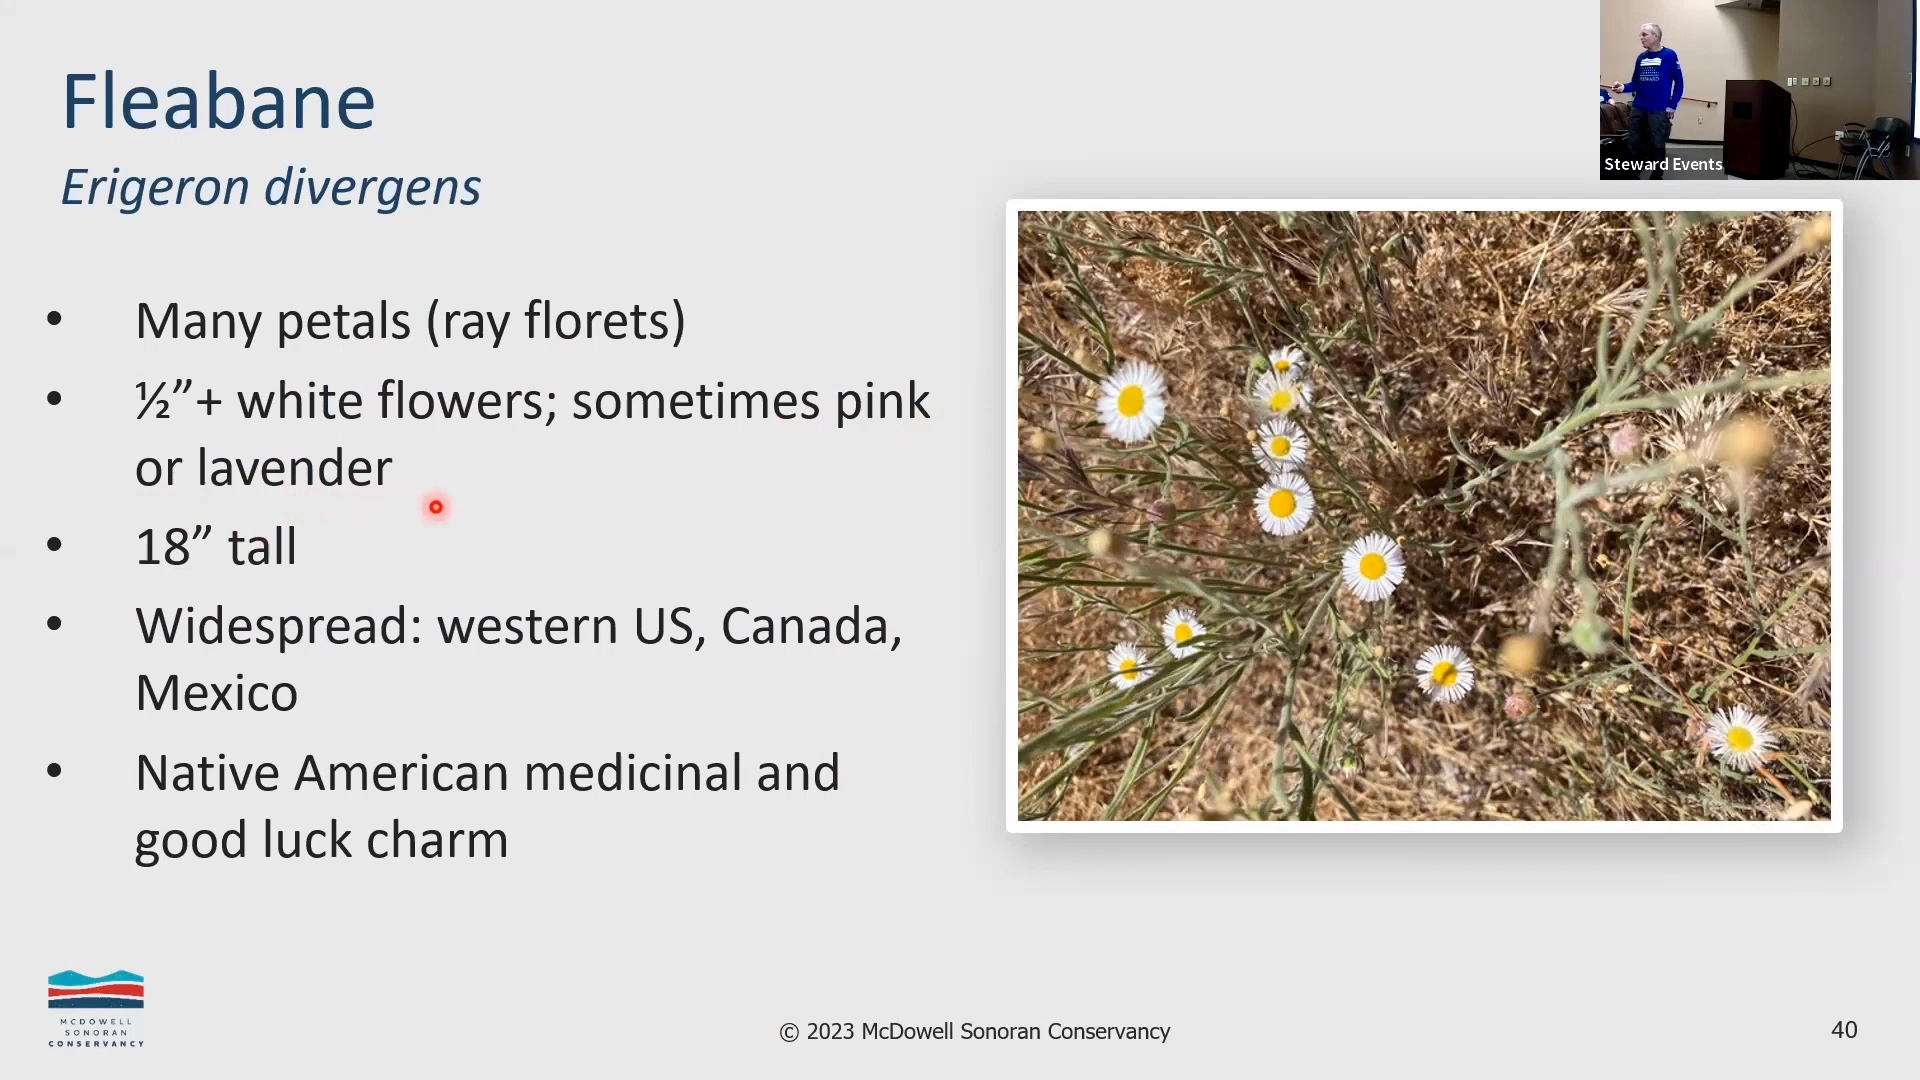 Fleabane
Erigeron divergens
Steward Events
• Many petals (ray florets)
• ½”+ white flowers; sometimes pink
or lavender
• 18” tall
• Widespread: western US, Canada,
Mexico
• Native American medicinal and
good luck charm
MCDOWELL
SONORAN
CONSERVANCY
© 2023 McDowell Sonoran Conservancy
40